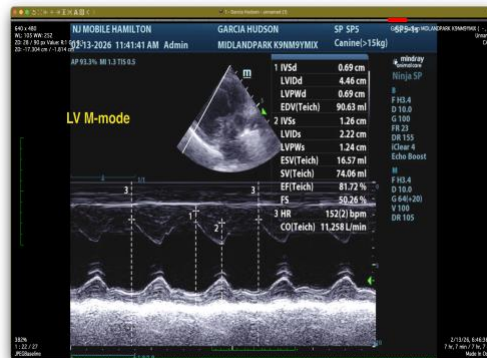 C - Garcia Hudson - unnamed (1)
640 x 480
WL: 105 WW: 252
NJ MOBILE HAMILTON GARCIA HUDSON SP SP5
02-13-2026 11:41:41 AM Admin MIDLANDPARK K9NM9YMIX Canine(>15kg)
AP 93.3% MI 1.3 TIS 0.5
LV M-mode
m
1 IVSd 0.69 cm
LVIDd 4.46 cm
LVPWd 0.69 cm
EDV(Teich) 90.63 ml
2 IVSs 1.26 cm
LVIDs 2.22 cm
LVPWs 1.24 cm
ESV(Teich) 16.57 ml
SV(Teich) 74.06 ml
EF(Teich) 81.72 %
FS 50.26 %
3 HR 152(2) bpm
CO(Teich) 11.258 L/min
mindray
animalcare
Ninja SP
B
F H3.4
D 10.0
G 100
FR 23
DR 155
iClear 4
Echo Boost
M
F H3.4
D 10.0
G 64(+20)
V 100
DR 105
3
3
1
2
382%
1 : 22 / 27
JPEGBaseline
2/13/26, 6:46:3
Made In O